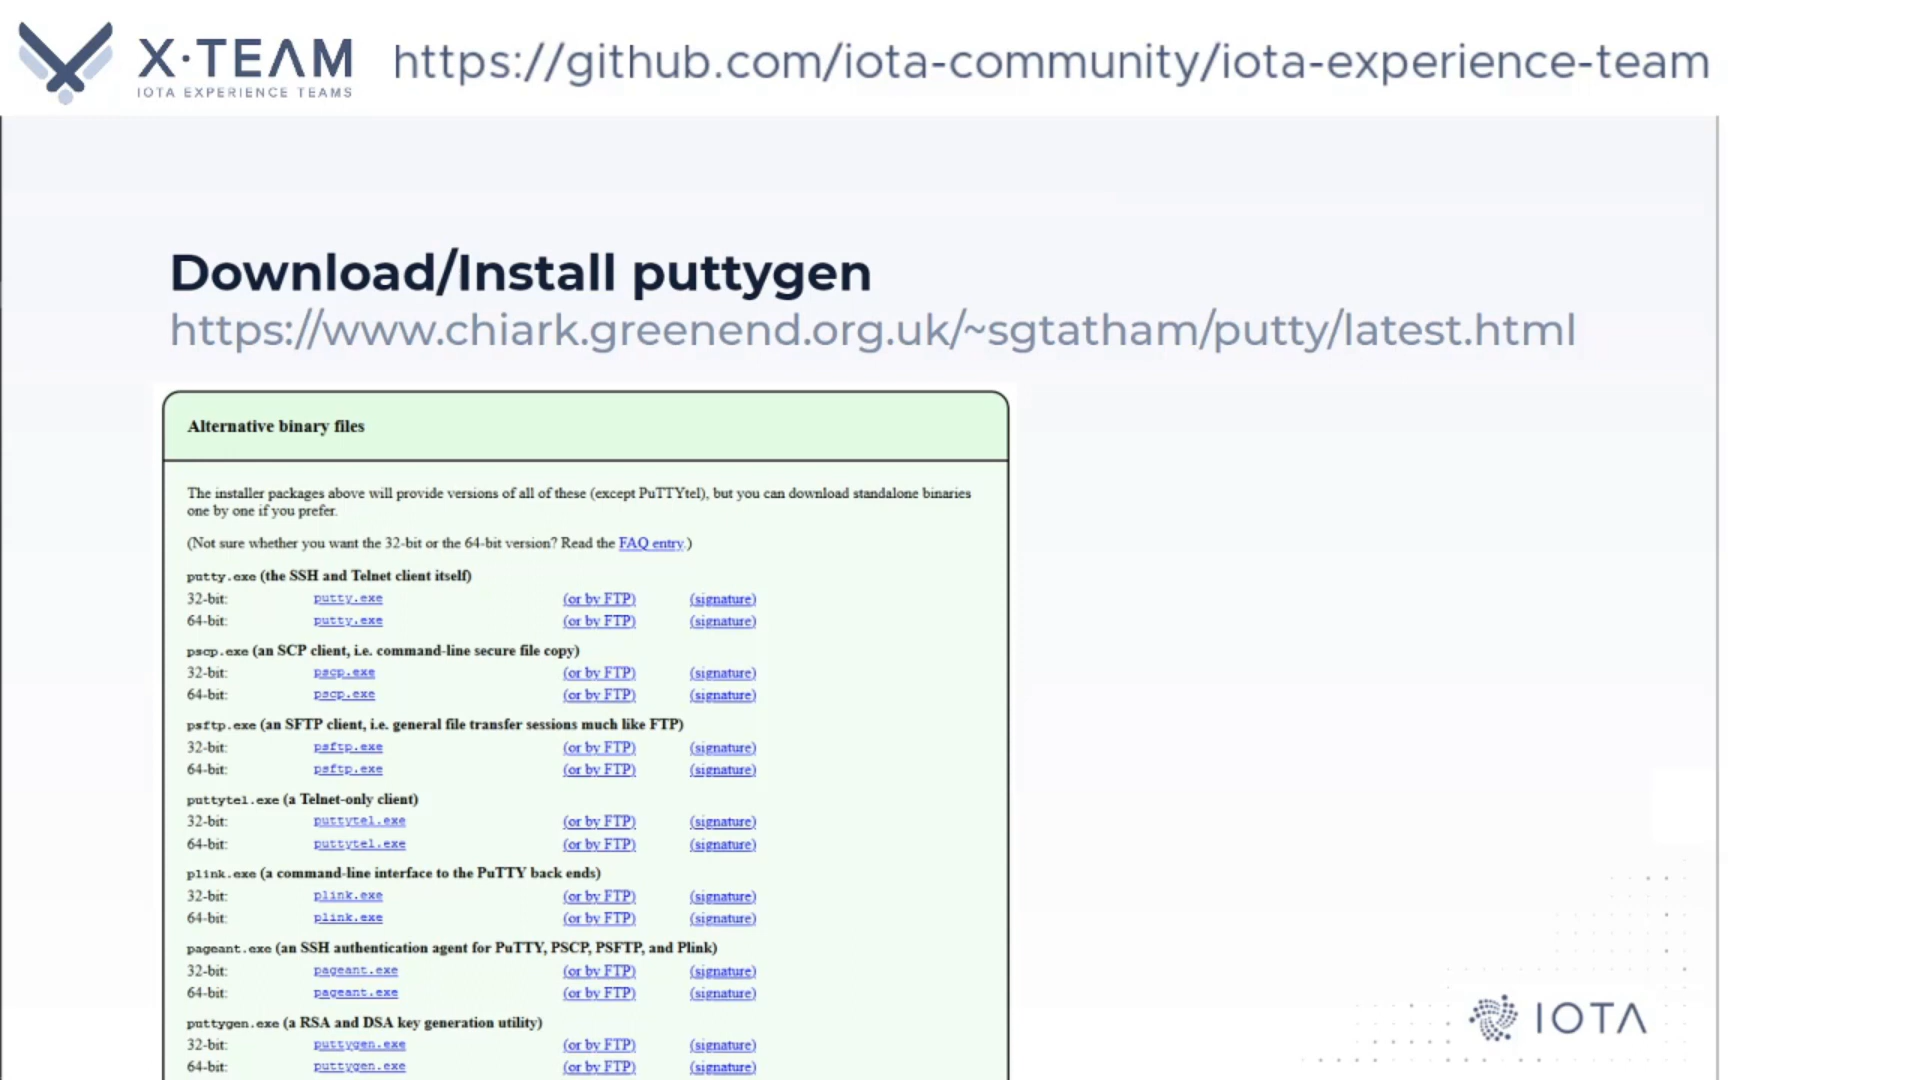 X·TEAM
IOTA EXPERIENCE TEAMS
https://github.com/iota-community/iota-experience-team
Download/Install puttygen
https://www.chiark.greenend.org.uk/~sgtatham/putty/latest.html
Alternative binary files
The installer packages above will provide versions of all of these (except PuTTYtel), but you can download standalone binaries
one by one if you prefer.
(Not sure whether you want the 32-bit or the 64-bit version? Read the FAQ entry.)
putty.exe (the SSH and Telnet client itself)
32-bit: putty.exe (or by FTP) (signature)
64-bit: putty.exe (or by FTP) (signature)
pscp.exe (an SCP client, i.e. command-line secure file copy)
32-bit: pscp.exe (or by FTP) (signature)
64-bit: pscp.exe (or by FTP) (signature)
psftp.exe (an SFTP client, i.e. general file transfer sessions much like FTP)
32-bit: psftp.exe (or by FTP) (signature)
64-bit: psftp.exe (or by FTP) (signature)
puttytel.exe (a Telnet-only client)
32-bit: puttytel.exe (or by FTP) (signature)
64-bit: puttytel.exe (or by FTP) (signature)
plink.exe (a command-line interface to the PuTTY back ends)
32-bit: plink.exe (or by FTP) (signature)
64-bit: plink.exe (or by FTP) (signature)
pageant.exe (an SSH authentication agent for PuTTY, PSCP, PSFTP, and Plink)
32-bit: pageant.exe (or by FTP) (signature)
64-bit: pageant.exe (or by FTP) (signature)
puttygen.exe (a RSA and DSA key generation utility)
32-bit: puttygen.exe (or by FTP) (signature)
64-bit: puttygen.exe (or by FTP) (signature)
IOTA